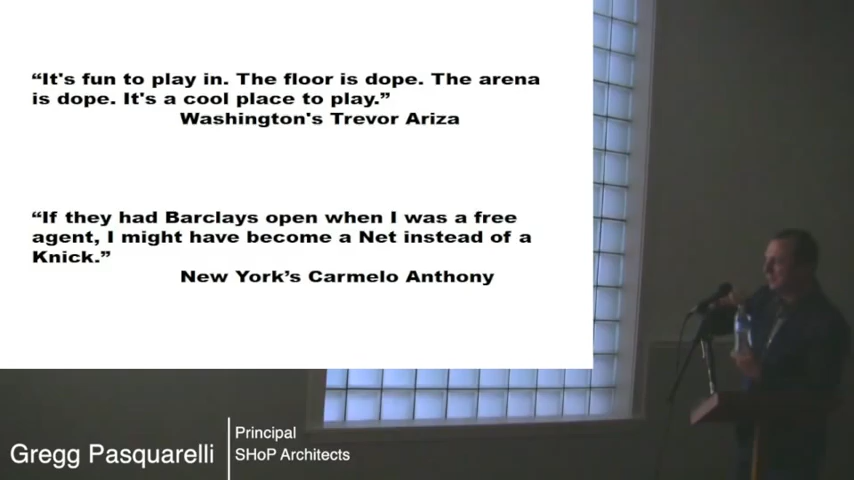 “It's fun to play in. The floor is dope. The arena
is dope. It's a cool place to play.”
Washington's Trevor Ariza
“If they had Barclays open when I was a free
agent, I might have become a Net instead of a
Knick.”
New York’s Carmelo Anthony
Gregg Pasquarelli
Principal
SHoP Architects